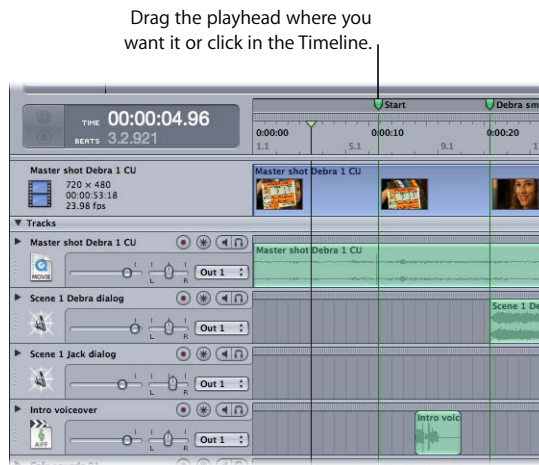 Drag the playhead where you
want it or click in the Timeline.
Start
Debra sm
TIME 00:00:04.96
BEATS 3.2.921
0:00:00
0:00:10
0:00:20
1.1
5.1
9.1
1
Master shot Debra 1 CU
720 × 480
00:00:53:18
23.98 fps
Master shot Debra 1 CU
Tracks
Master shot Debra 1 CU
MOVIE
L
R
Out 1
Master shot Debra 1 CU
Scene 1 Debra dialog
L
R
Out 1
Scene 1 De
Scene 1 Jack dialog
L
R
Out 1
Intro voiceover
AIFF
L
R
Out 1
Intro voic